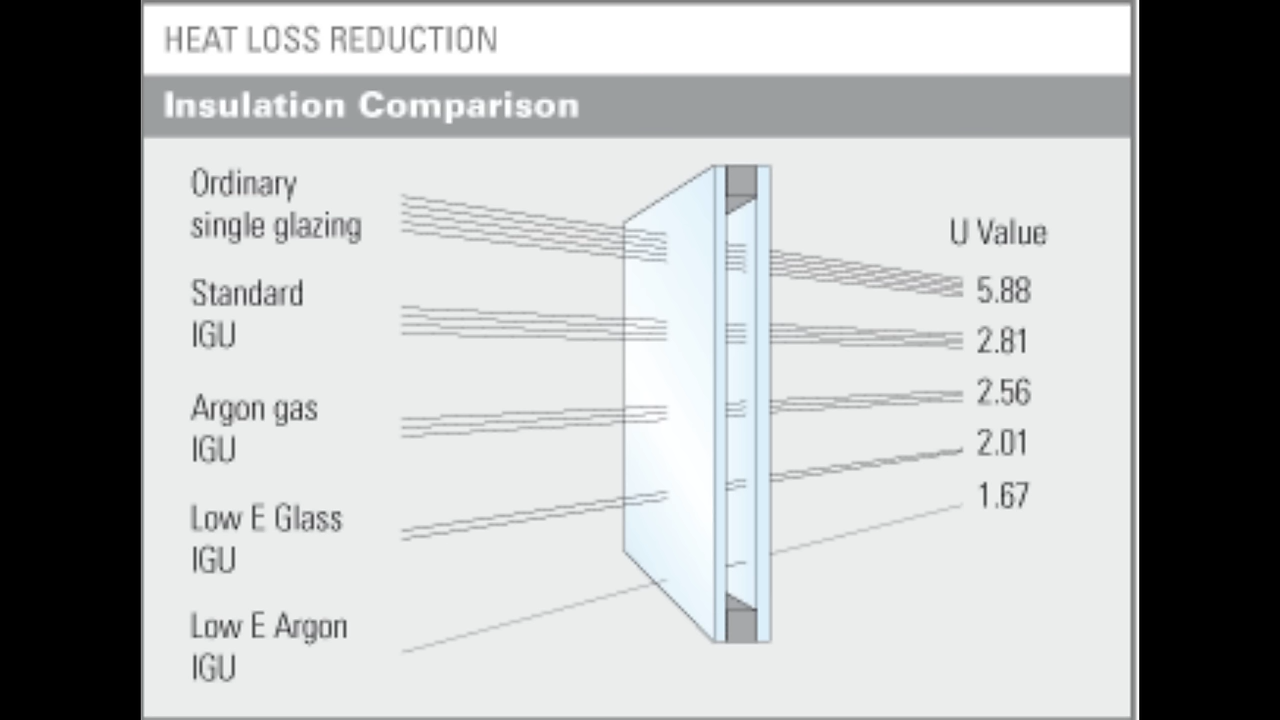 HEAT LOSS REDUCTION
Insulation Comparison
Ordinary
single glazing
Standard
IGU
Argon gas
IGU
Low E Glass
IGU
Low E Argon
IGU
U Value
5.88
2.81
2.56
2.01
1.67